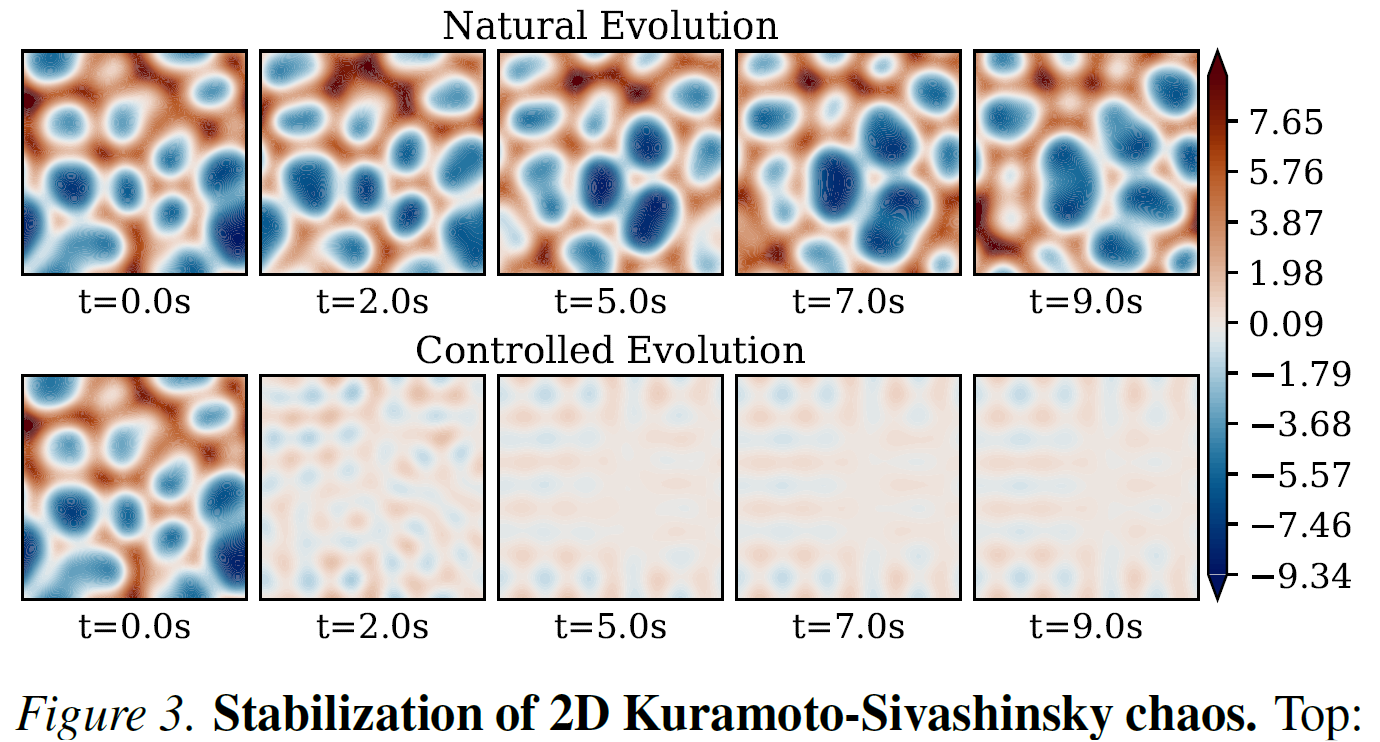 Natural Evolution
t=0.0s t=2.0s t=5.0s t=7.0s t=9.0s
7.65
5.76
3.87
1.98
0.09
−1.79
−3.68
−5.57
−7.46
−9.34
Controlled Evolution
t=0.0s t=2.0s t=5.0s t=7.0s t=9.0s
Figure 3. Stabilization of 2D Kuramoto-Sivashinsky chaos. Top: